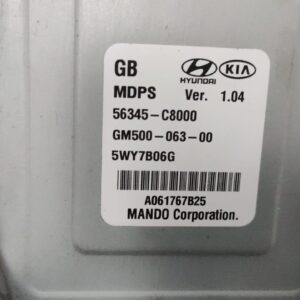 GB HYUNDAI KIA
MDPS Ver. 1.04
56345-C8000
GM500-063-00
5WY7B06G
A061767B25
MANDO Corporation.